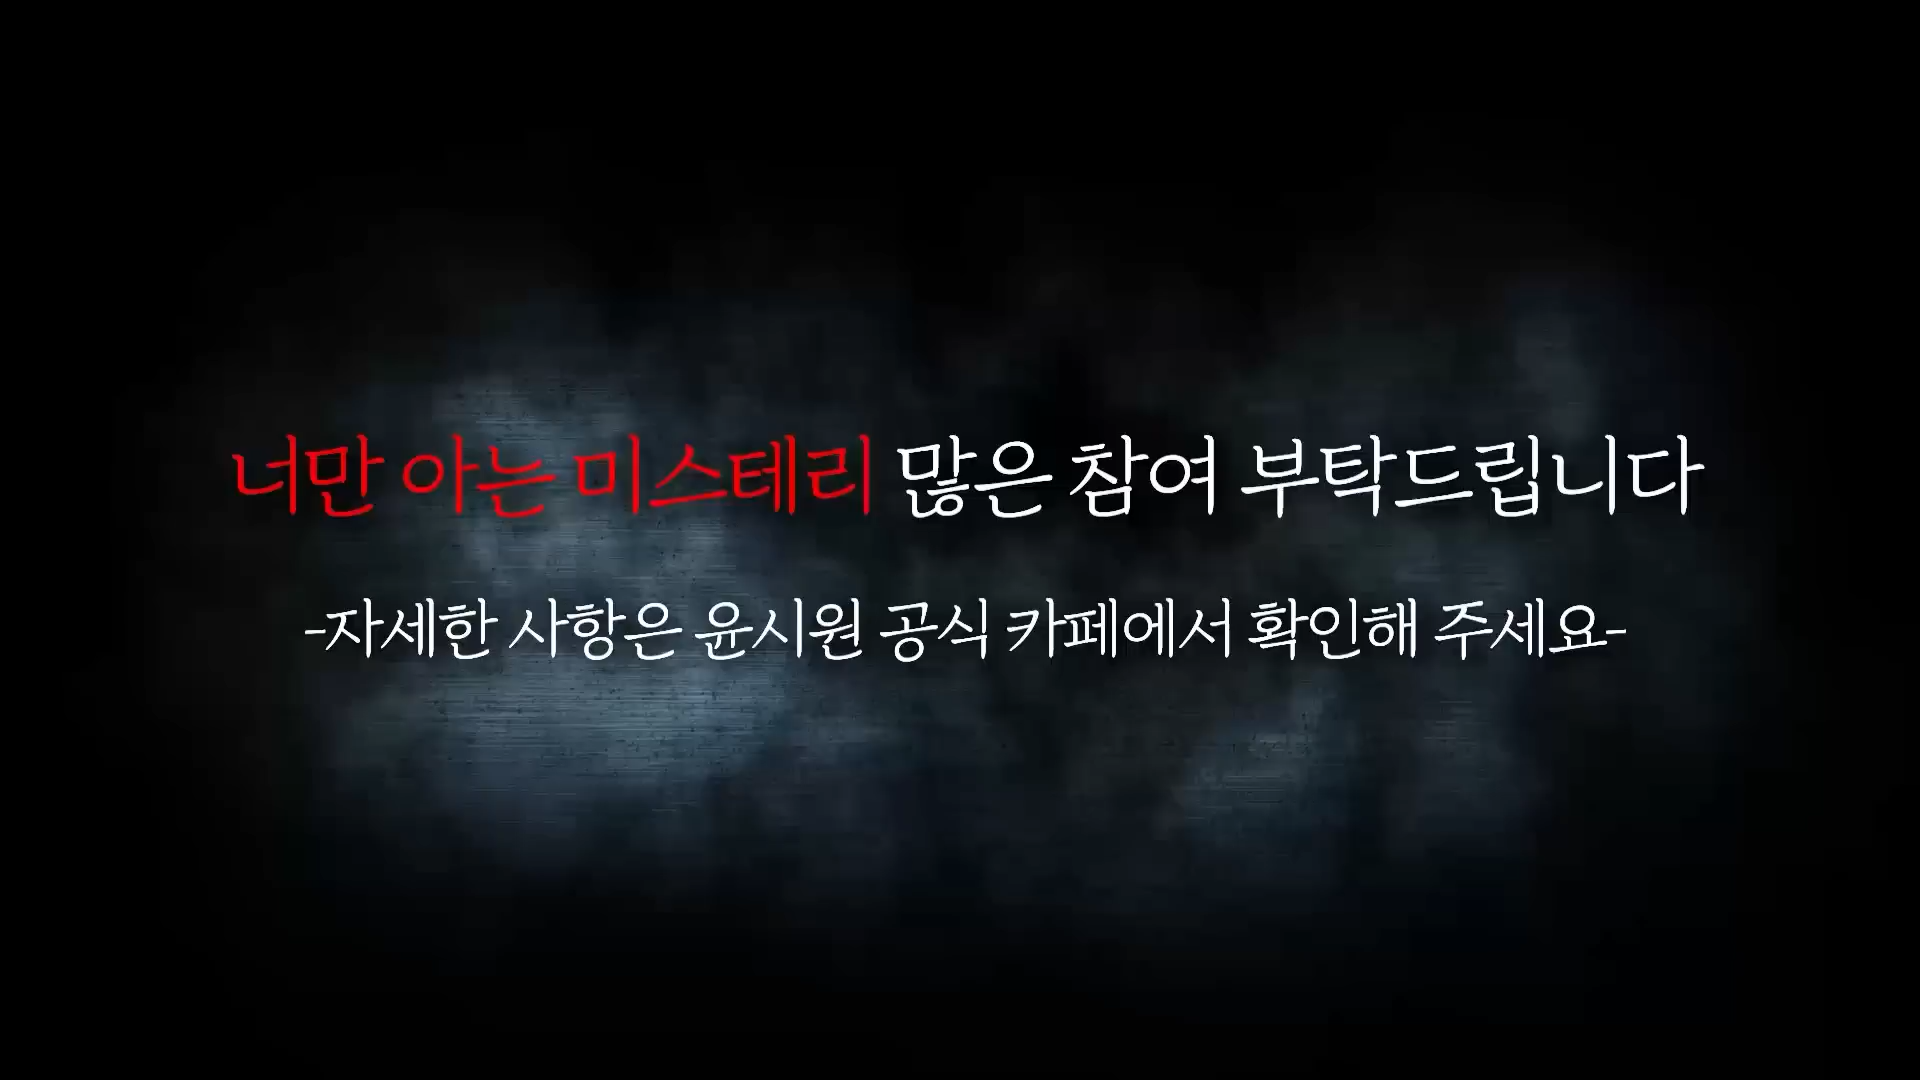 너만 아는 미스테리 많은 참여 부탁드립니다
-자세한 사항은 윤시원 공식 카페에서 확인해 주세요-